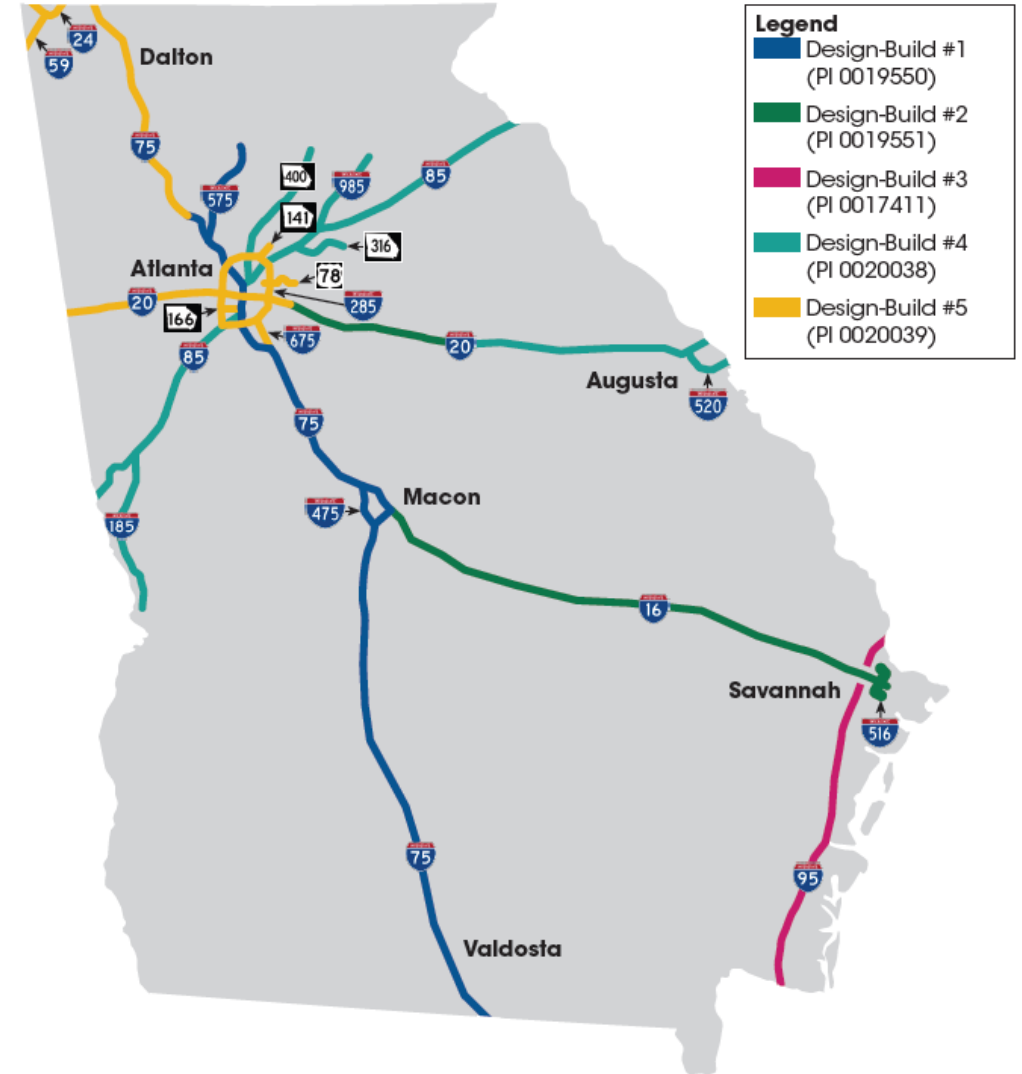 Legend
Design-Build #1
(PI 0019550)
Design-Build #2
(PI 0019551)
Design-Build #3
(PI 0017411)
Design-Build #4
(PI 0020038)
Design-Build #5
(PI 0020039)
24
59
Dalton
75
575
400
985
85
141
316
Atlanta
78
20
285
166
675
85
20
Augusta
520
75
Macon
475
185
16
Savannah
516
75
95
Valdosta